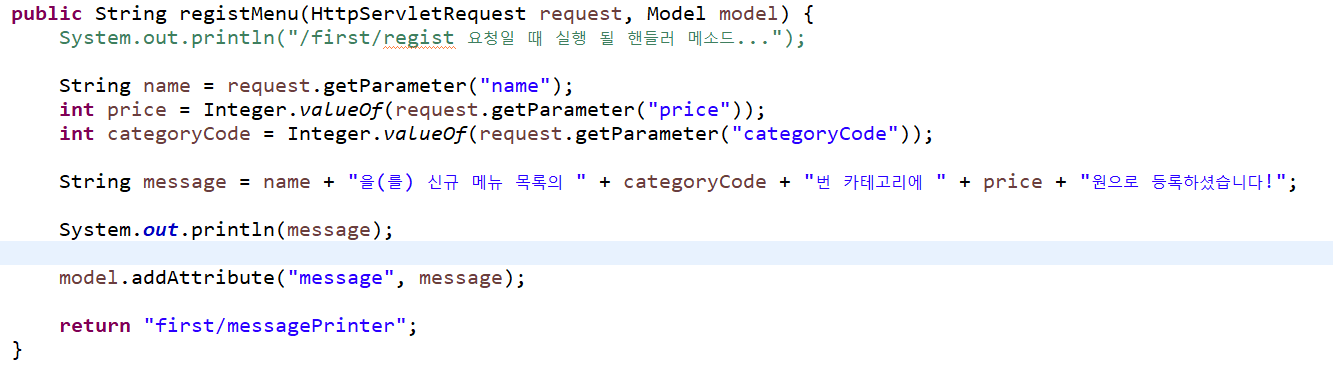 public String registMenu(HttpServletRequest request, Model model) {
System.out.println("/first/regist 요청일 때 실행 될 핸들러 메소드...");
String name = request.getParameter("name");
int price = Integer.valueOf(request.getParameter("price"));
int categoryCode = Integer.valueOf(request.getParameter("categoryCode"));
String message = name + "을(를) 신규 메뉴 목록의 " + categoryCode + "번 카테고리에 " + price + "원으로 등록하셨습니다!";
System.out.println(message);
model.addAttribute("message", message);
return "first/messagePrinter";
}